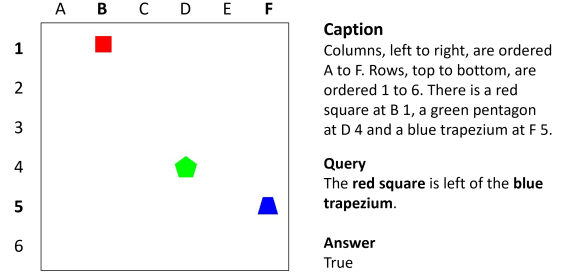 A B C D E F
1
2
3
4
5
6
Caption
Columns, left to right, are ordered
A to F. Rows, top to bottom, are
ordered 1 to 6. There is a red
square at B 1, a green pentagon
at D 4 and a blue trapezium at F 5.
Query
The red square is left of the blue
trapezium.
Answer
True